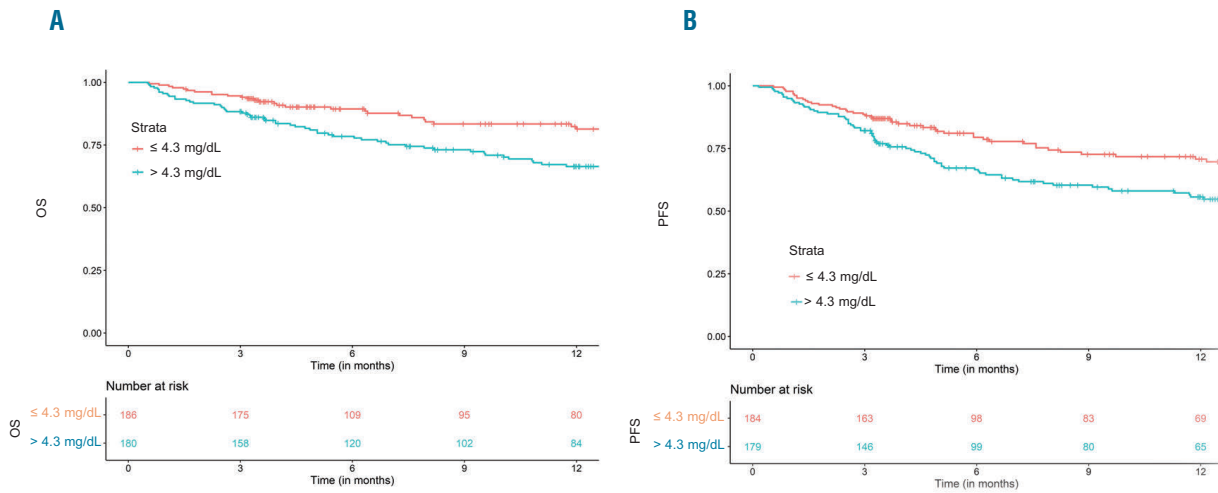 A
1.00
0.75
0.50
0.25
0.00
OS
Strata
≤ 4.3 mg/dL
> 4.3 mg/dL
0 3 6 9 12
Time (in months)
Number at risk
OS
≤ 4.3 mg/dL 186 175 109 95 80
> 4.3 mg/dL 180 158 120 102 84
0 3 6 9 12
Time (in months)
B
1.00
0.75
0.50
0.25
0.00
PFS
Strata
≤ 4.3 mg/dL
> 4.3 mg/dL
0 3 6 9 12
Time (in months)
Number at risk
PFS
≤ 4.3 mg/dL 184 163 98 83 69
> 4.3 mg/dL 179 146 99 80 65
0 3 6 9 12
Time (in months)